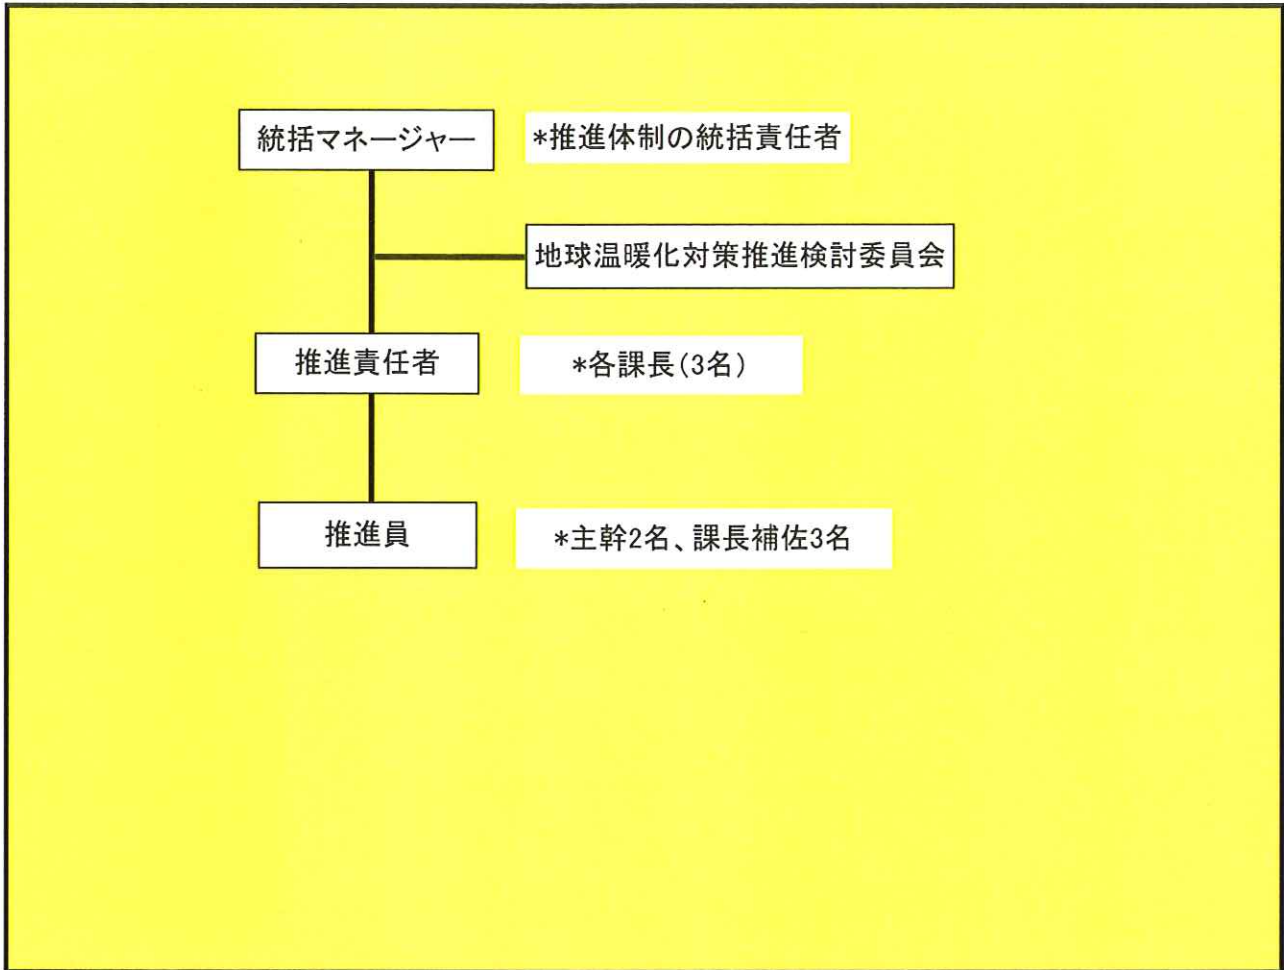 統括マネージャー
*推進体制の統括責任者
地球温暖化対策推進検討委員会
推進責任者
*各課長(3名)
推進員
*主幹2名、課長補佐3名